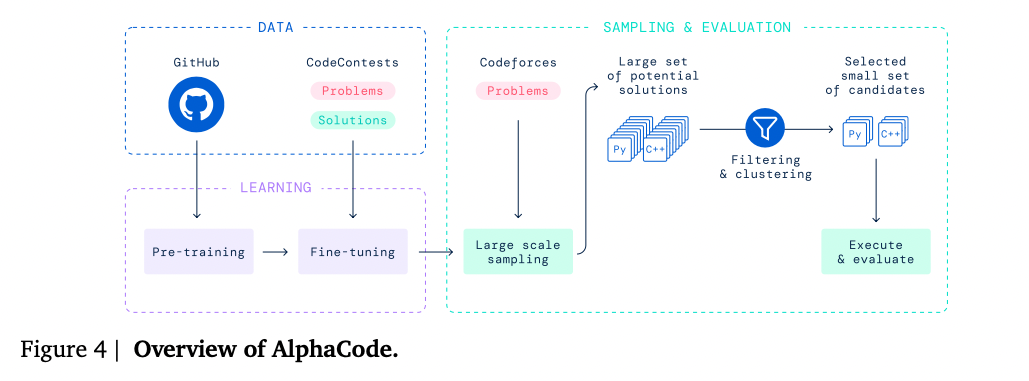 DATA
GitHub
CodeContests
Problems
Solutions
LEARNING
Pre-training
Fine-tuning
SAMPLING & EVALUATION
Codeforces
Problems
Large scale
sampling
Large set
of potential
solutions
Py
C++
Filtering
& clustering
Selected
small set
of candidates
Py
C++
Execute
& evaluate
Figure 4 | Overview of AlphaCode.